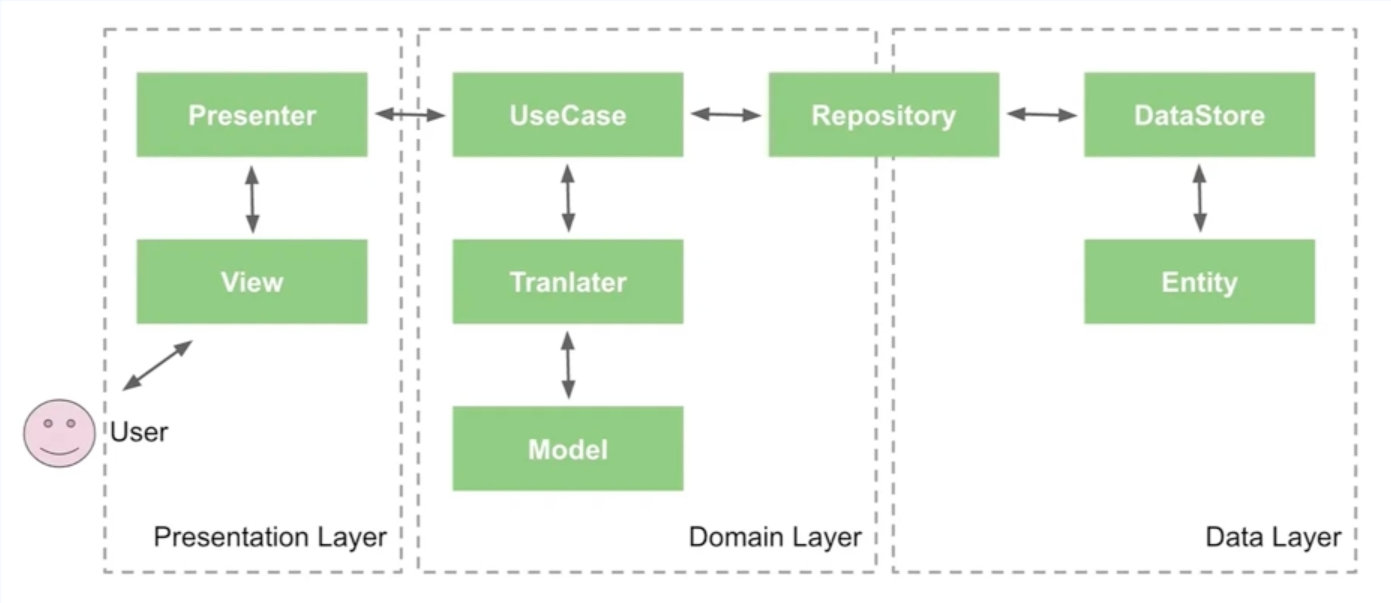 Presenter
UseCase
Repository
DataStore
View
Tranlater
Entity
User
Model
Presentation Layer
Domain Layer
Data Layer